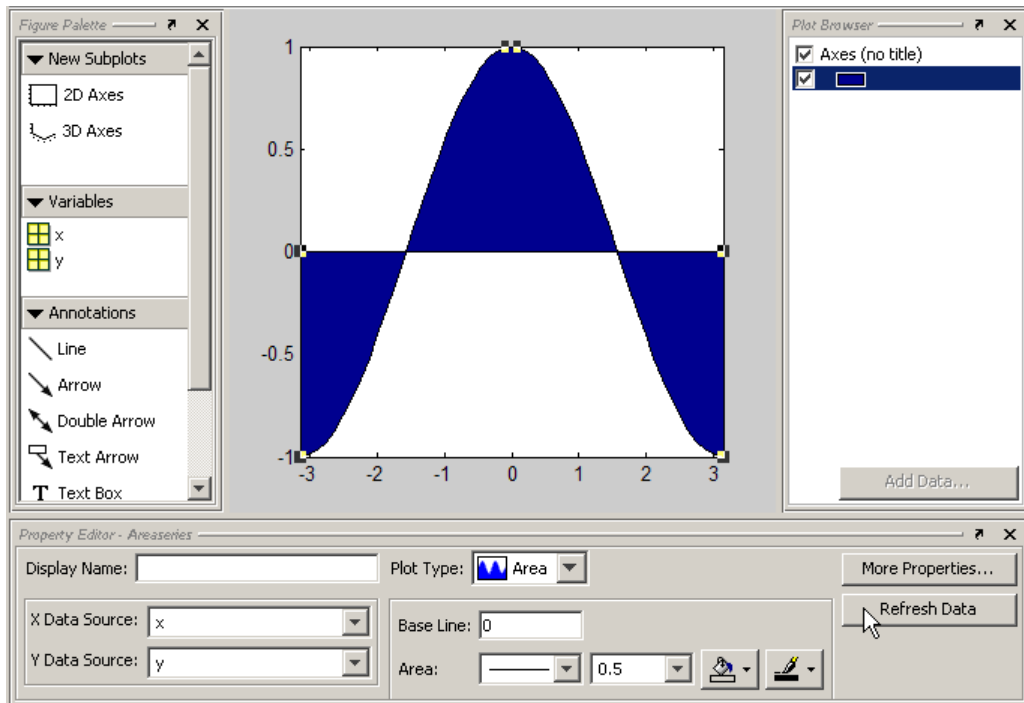 Figure Palette
New Subplots
2D Axes
3D Axes
Variables
x
y
Annotations
Line
Arrow
Double Arrow
Text Arrow
T Text Box
1
0.5
0
-0.5
-1
-3 -2 -1 0 1 2 3
Plot Browser
Axes (no title)
Add Data...
Property Editor - Areaseries
Display Name:
Plot Type: Area
More Properties...
X Data Source: x
Base Line: 0
Refresh Data
Y Data Source: y
Area: 0.5